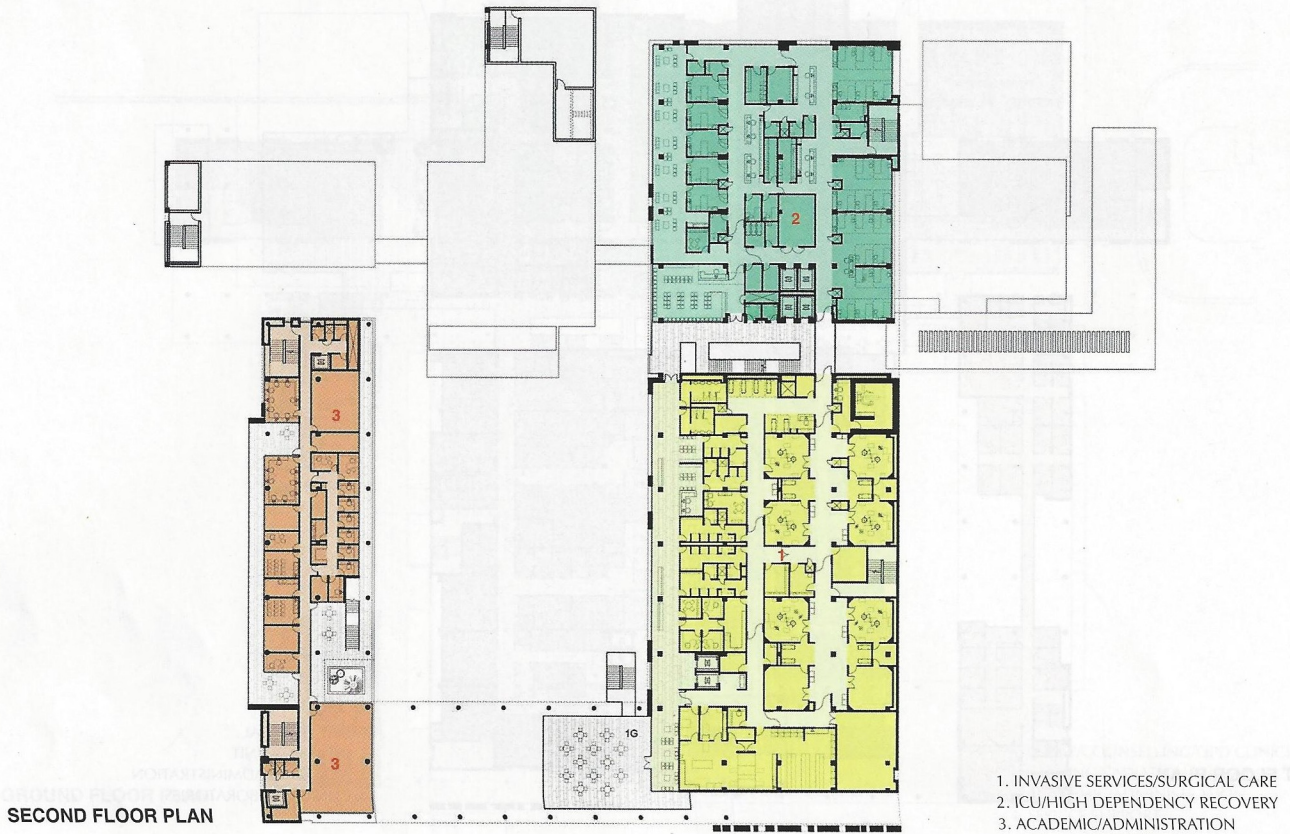 2
3
1
1G
3
SECOND FLOOR PLAN
1. INVASIVE SERVICES/SURGICAL CARE
2. ICU/HIGH DEPENDENCY RECOVERY
3. ACADEMIC/ADMINISTRATION